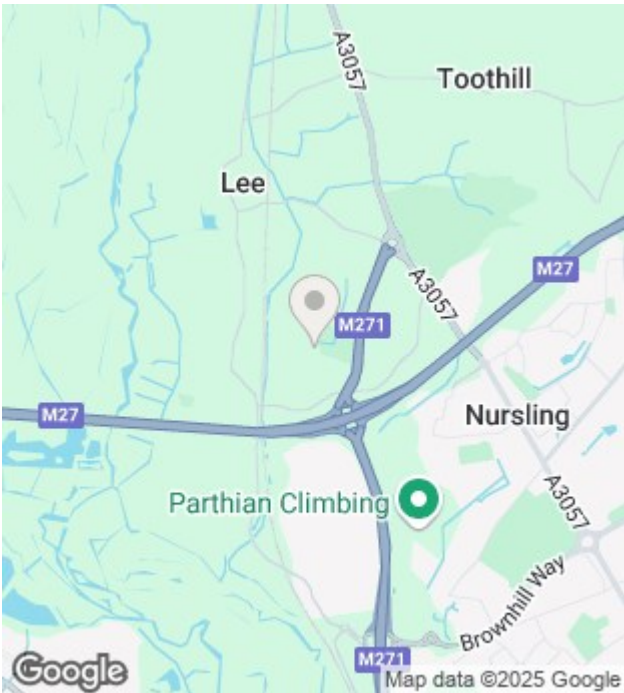 A3057
Toothill
Lee
M27
A3057
M271
M27
Nursling
Parthian Climbing
A3057
Brownhill Way
M271
Google
Map data ©2025 Google